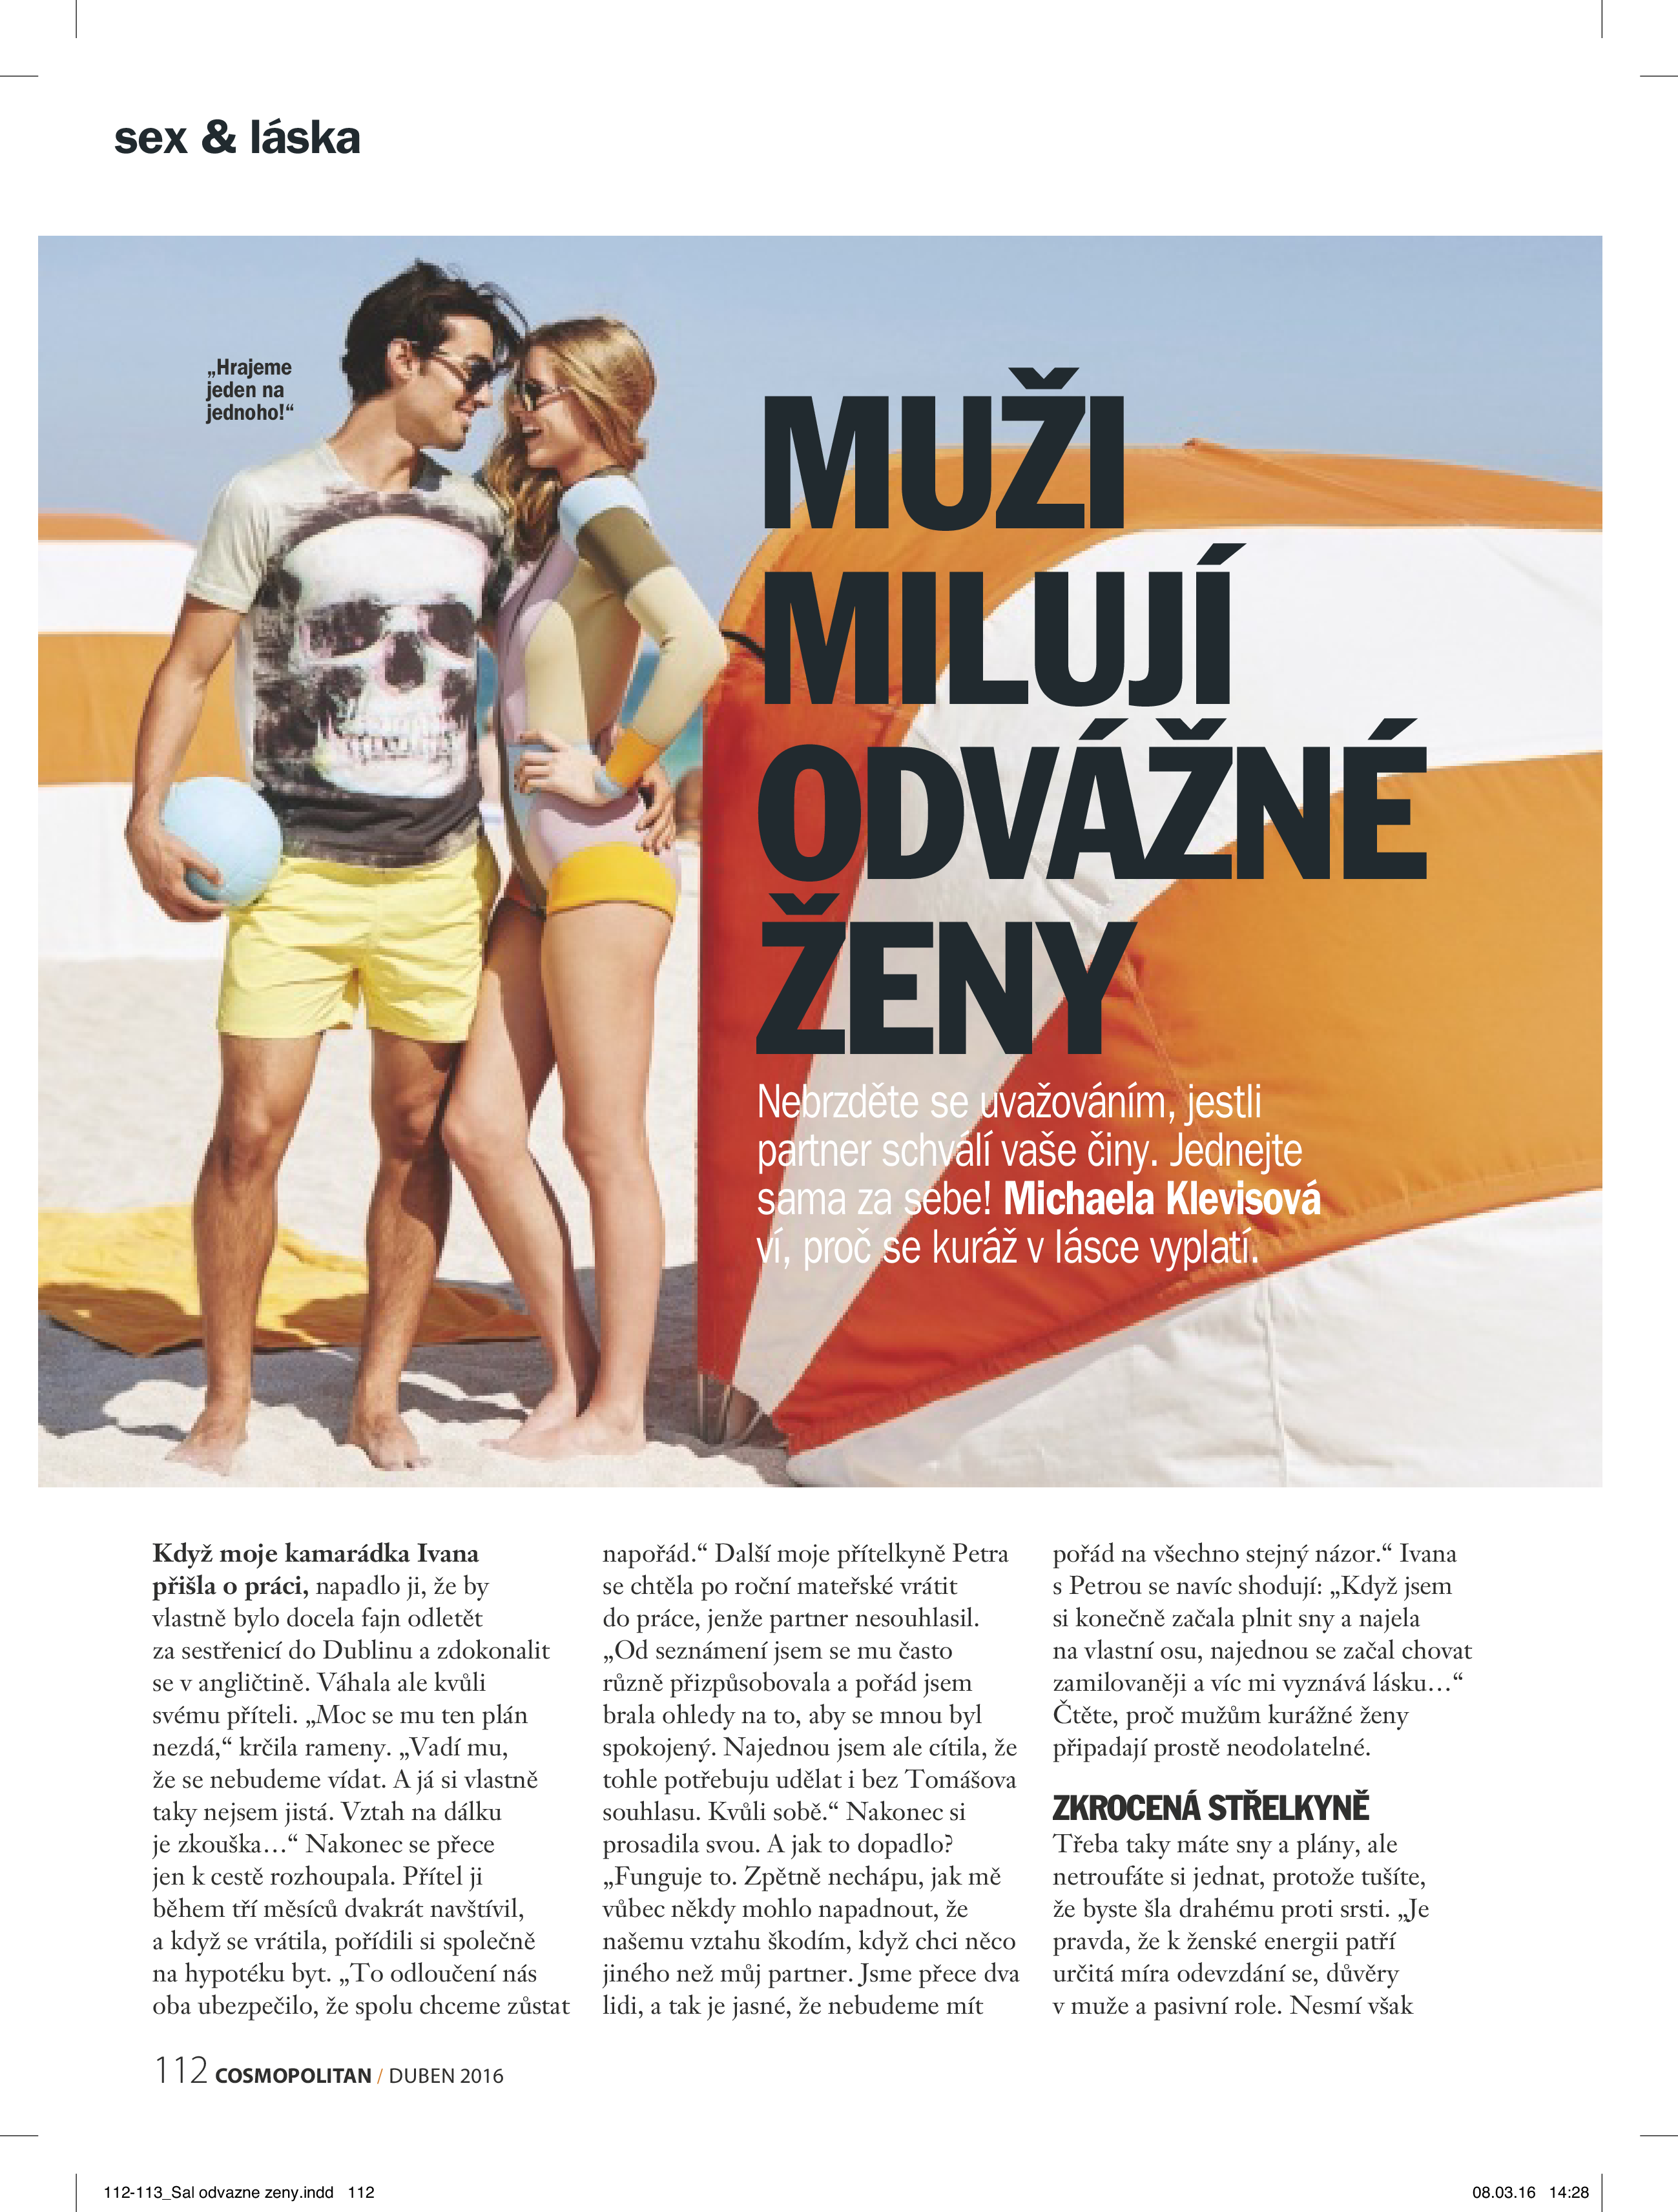 sex & láska
„Hrajeme
jeden na
jednoho!“
MUŽI
MILUJÍ
ODVÁŽNÉ
ŽENY
Nebrzděte se uvažováním, jestli
partner schválí vaše činy. Jednejte
sama za sebe! Michaela Klevisová
ví, proč se kuráž v lásce vyplatí.
Když moje kamarádka Ivana
přišla o práci, napadlo ji, že by
vlastně bylo docela fajn odletět
za sestřenicí do Dublinu a zdokonalit
se v angličtině. Váhala ale kvůli
svému příteli. „Moc se mu ten plán
nezdá,“ krčila rameny. „Vadí mu,
že se nebudeme vídat. A já si vlastně
taky nejsem jistá. Vztah na dálku
je zkouška…“ Nakonec se přece
jen k cestě rozhoupala. Přítel ji
během tří měsíců dvakrát navštívil,
a když se vrátila, pořídili si společně
na hypotéku byt. „To odloučení nás
oba ubezpečilo, že spolu chceme zůstat
napořád.“ Další moje přítelkyně Petra
se chtěla po roční mateřské vrátit
do práce, jenže partner nesouhlasil.
„Od seznámení jsem se mu často
různě přizpůsobovala a pořád jsem
brala ohledy na to, aby se mnou byl
spokojený. Najednou jsem ale cítila, že
tohle potřebuju udělat i bez Tomášova
souhlasu. Kvůli sobě.“ Nakonec si
prosadila svou. A jak to dopadlo?
„Funguje to. Zpětně nechápu, jak mě
vůbec někdy mohlo napadnout, že
našemu vztahu škodím, když chci něco
jiného než můj partner. Jsme přece dva
lidi, a tak je jasné, že nebudeme mít
pořád na všechno stejný názor.“ Ivana
s Petrou se navíc shodují: „Když jsem
si konečně začala plnit sny a najela
na vlastní osu, najednou se začal chovat
zamilovaněji a víc mi vyznává lásku…“
Čtěte, proč mužům kurážné ženy
připadají prostě neodolatelné.
ZKROCENÁ STŘELKYNĚ
Třeba taky máte sny a plány, ale
netroufáte si jednat, protože tušíte,
že byste šla drahému proti srsti. „Je
pravda, že k ženské energii patří
určitá míra odevzdání se, důvěry
v muže a pasivní role. Nesmí však
112 COSMOPOLITAN / DUBEN 2016
112-113_Sal odvazne zeny.indd 112
08.03.16 14:28